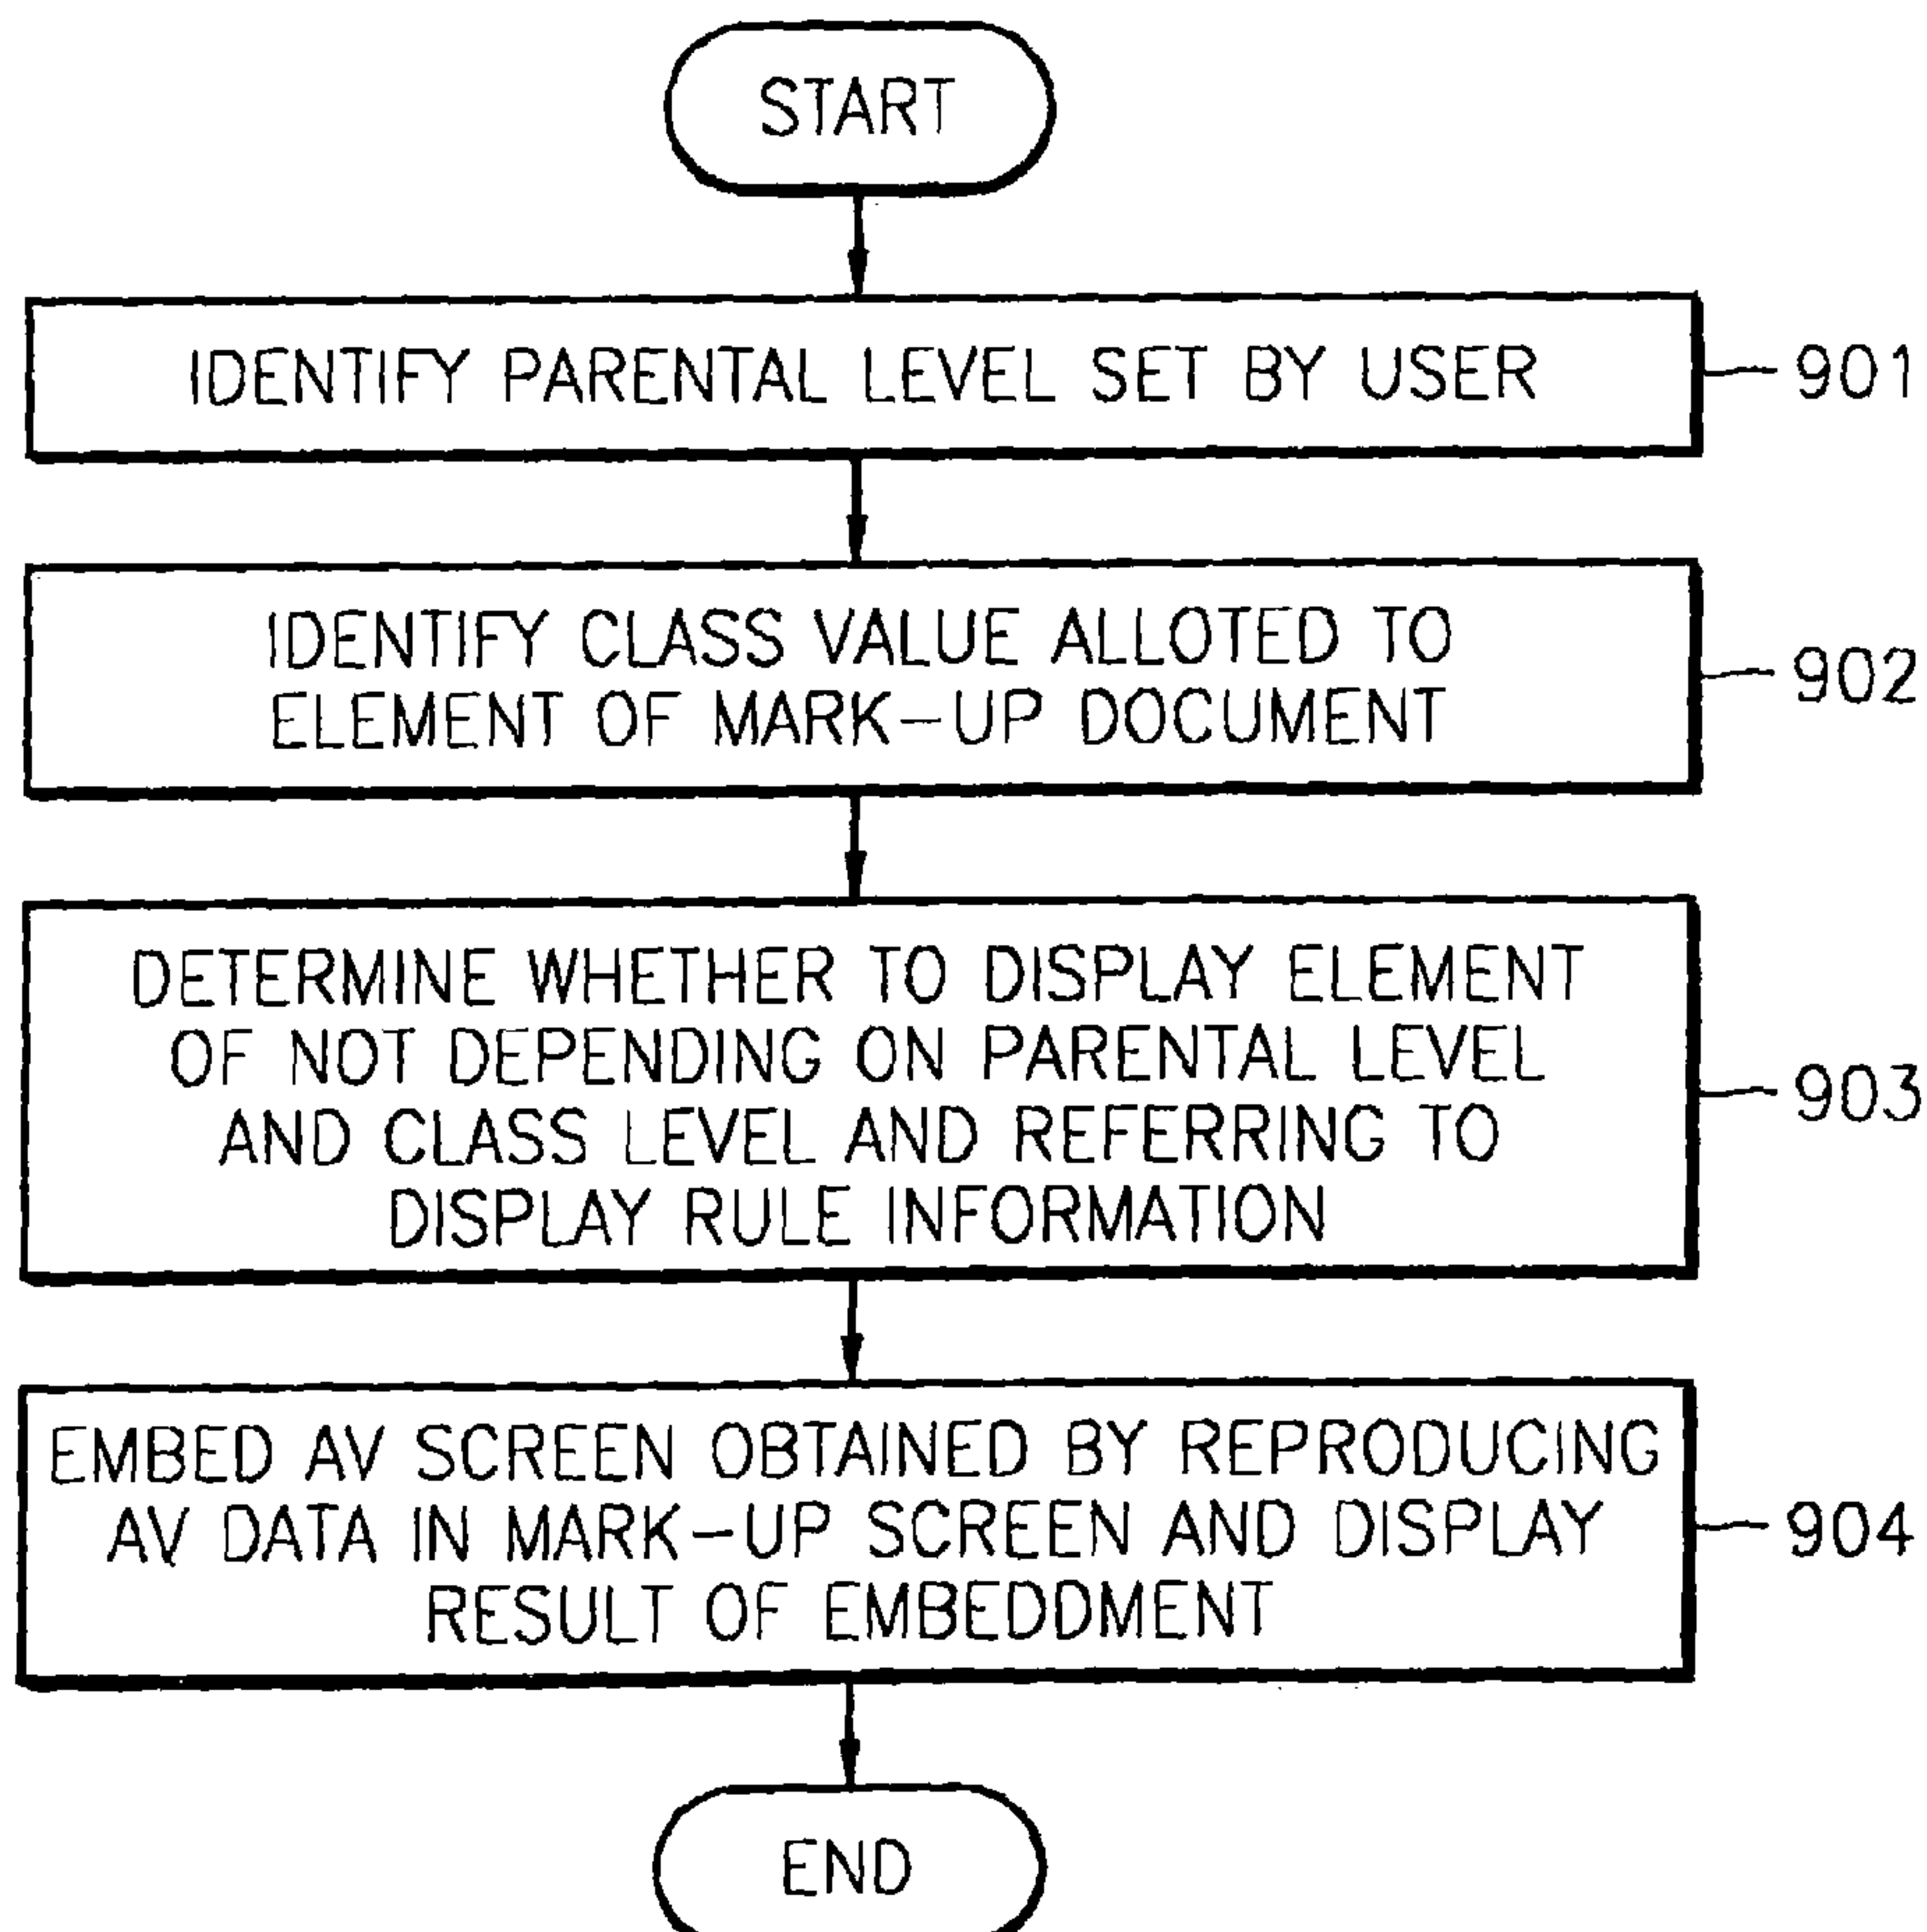 START
IDENTIFY PARENTAL LEVEL SET BY USER
901
IDENTIFY CLASS VALUE ALLOTED TO
ELEMENT OF MARK-UP DOCUMENT
902
DETERMINE WHETHER TO DISPLAY ELEMENT
OF NOT DEPENDING ON PARENTAL LEVEL
AND CLASS LEVEL AND REFERRING TO
DISPLAY RULE INFORMATION
903
EMBED AV SCREEN OBTAINED BY REPRODUCING
AV DATA IN MARK-UP SCREEN AND DISPLAY
RESULT OF EMBEDDMENT
904
END